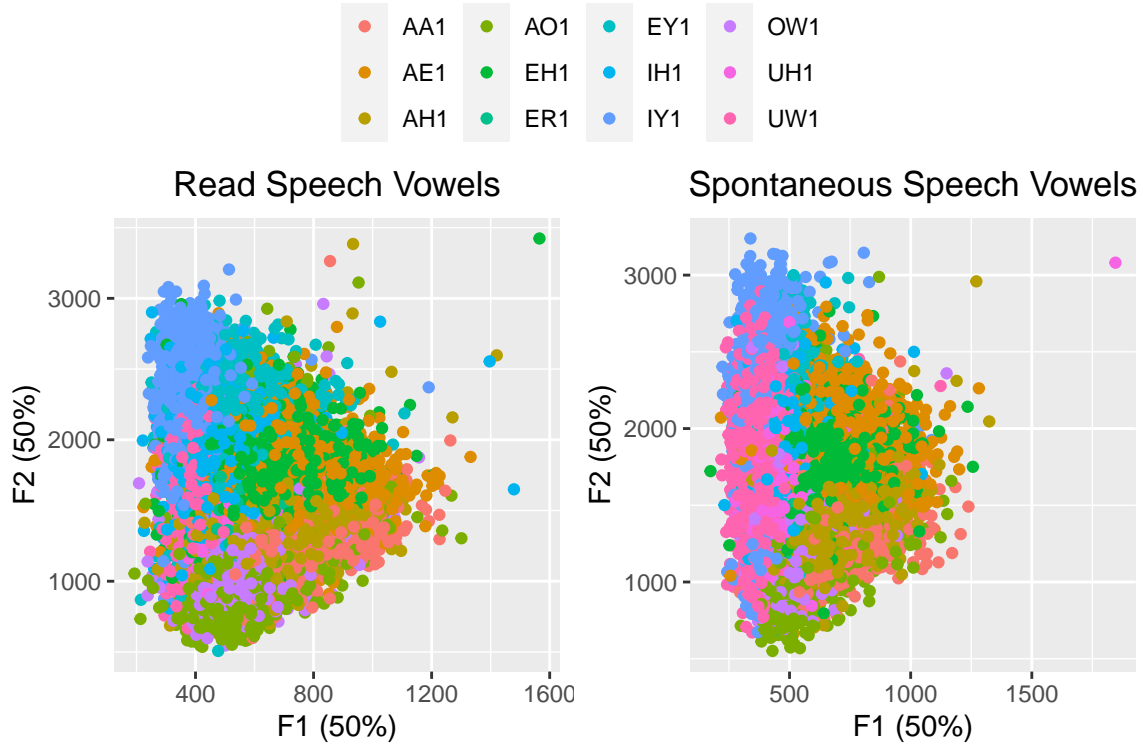 AA1 AO1 EY1 OW1
AE1 EH1 IH1 UH1
AH1 ER1 IY1 UW1
Read Speech Vowels
3000
2000
1000
F2 (50%)
400 800 1200 1600
F1 (50%)
Spontaneous Speech Vowels
3000
2000
1000
F2 (50%)
500 1000 1500
F1 (50%)